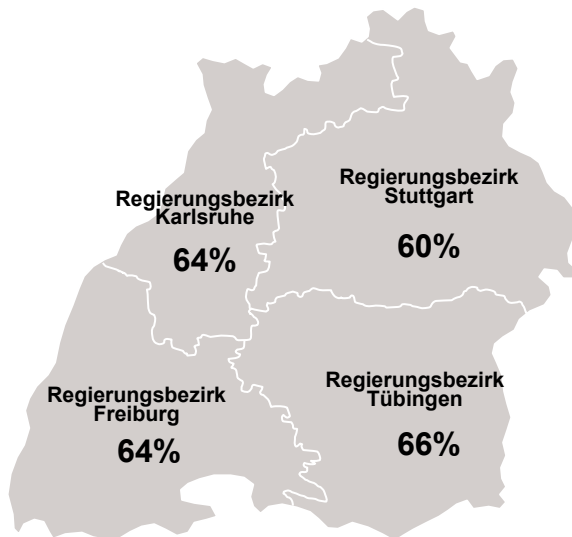 Regierungsbezirk
Karlsruhe
64%
Regierungsbezirk
Stuttgart
60%
Regierungsbezirk
Freiburg
64%
Regierungsbezirk
Tübingen
66%